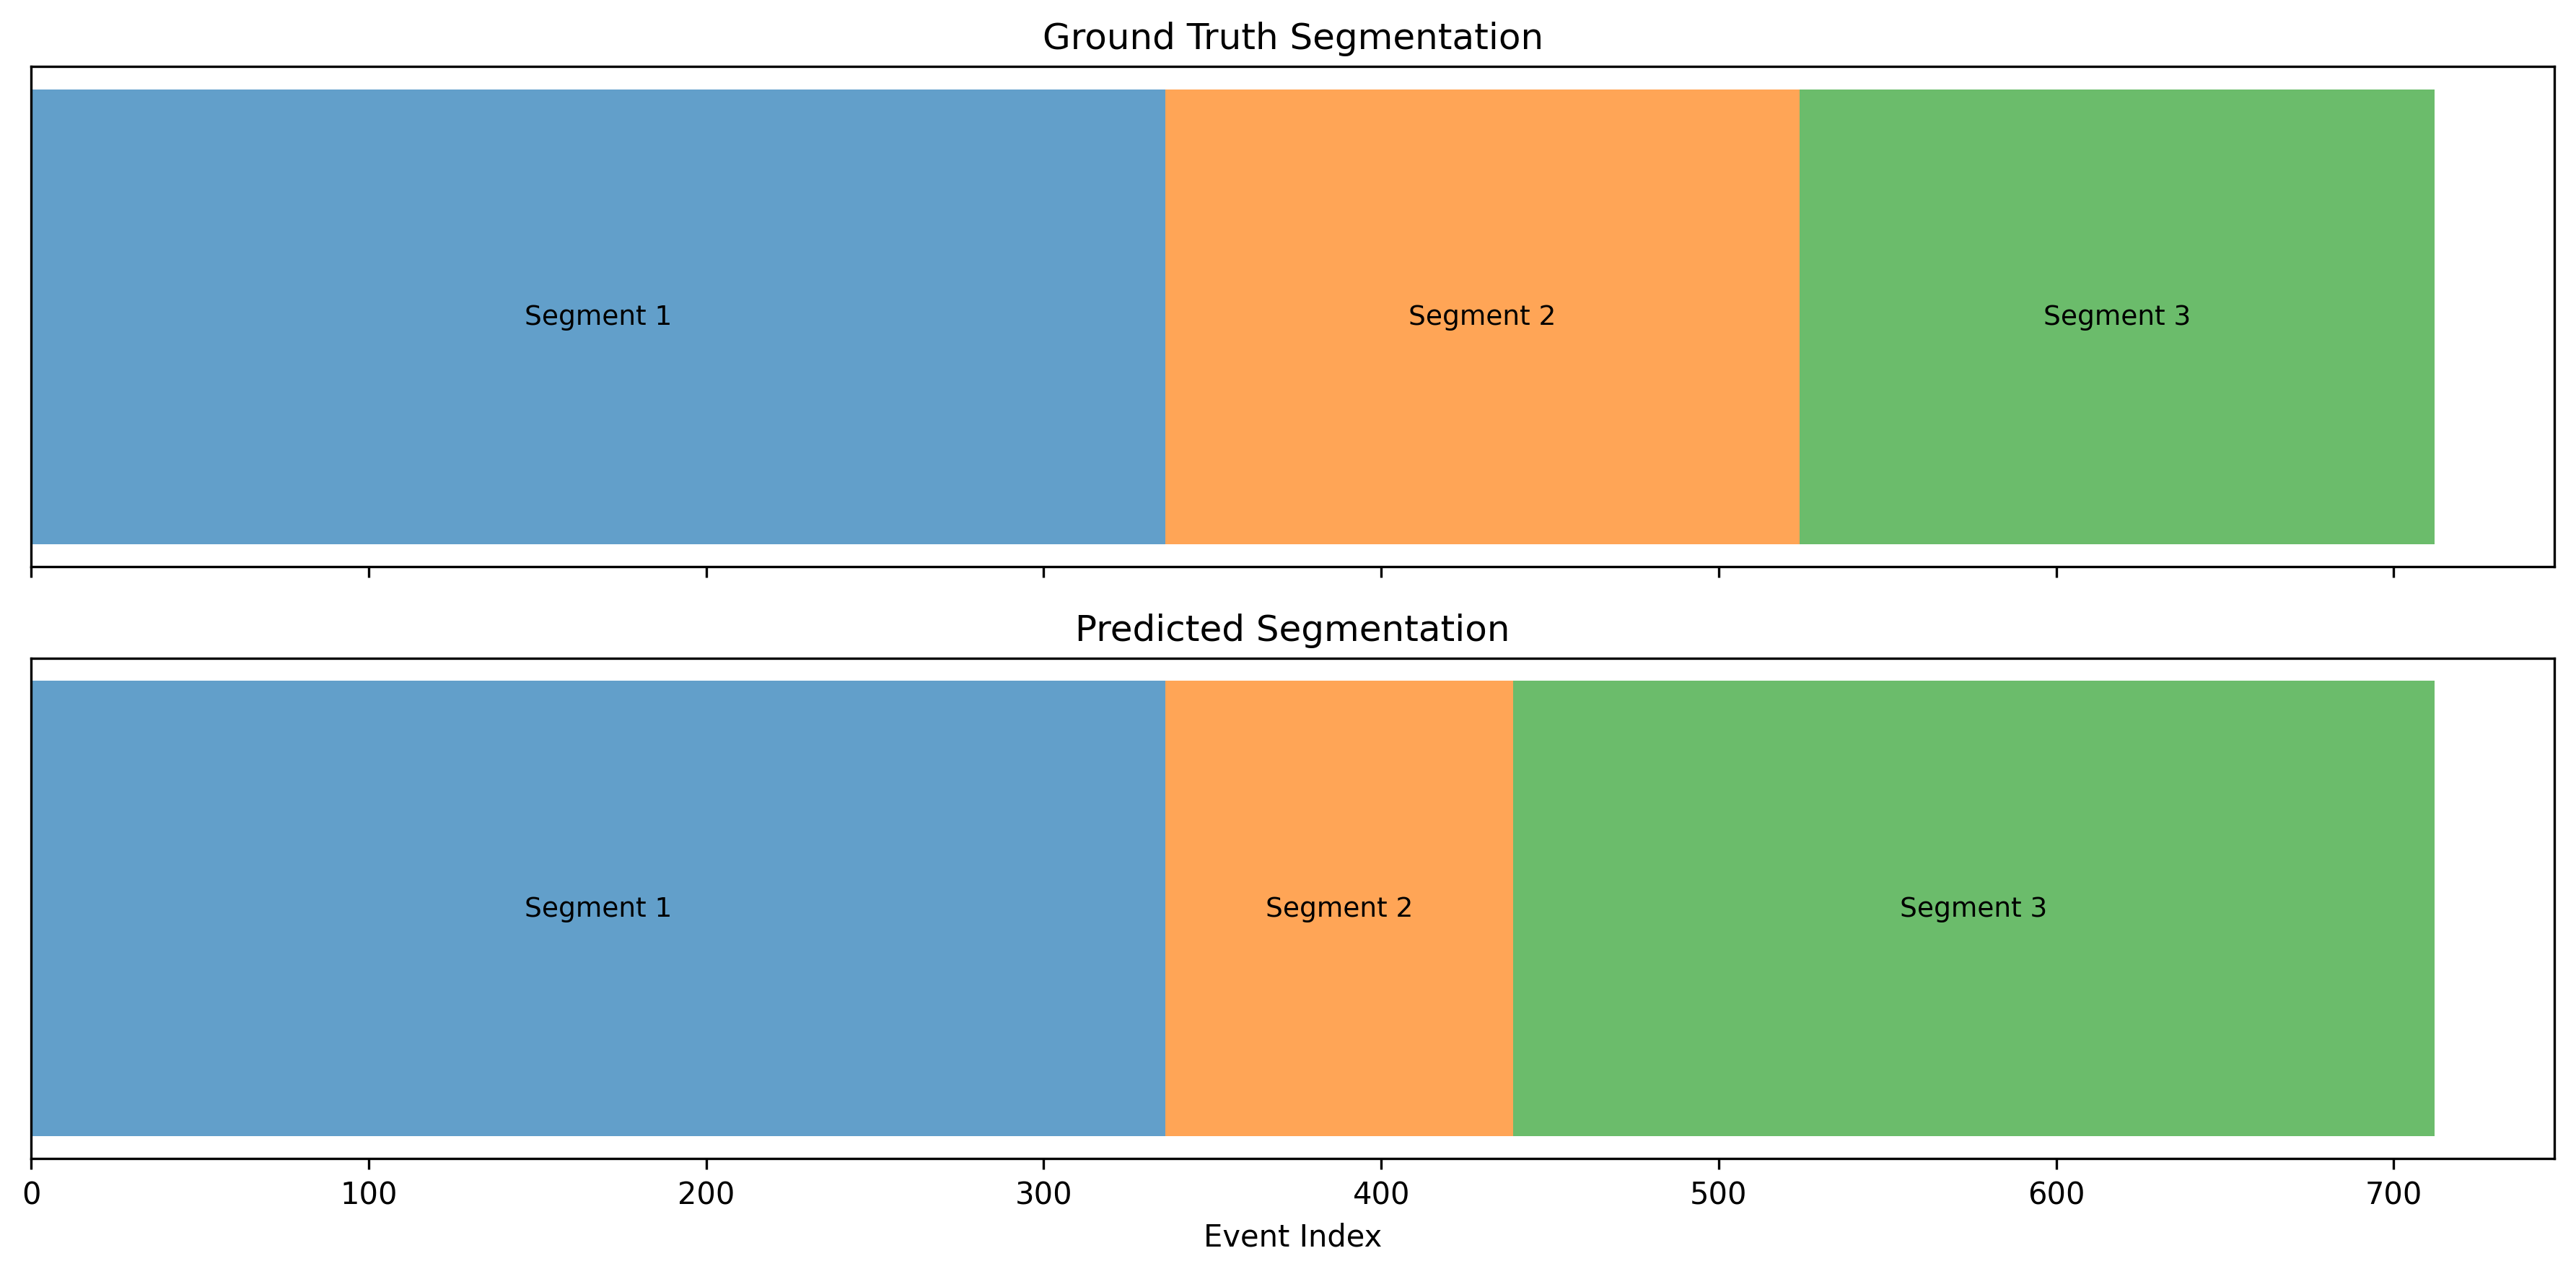 Ground Truth Segmentation
Segment 1 Segment 2 Segment 3
Predicted Segmentation
Segment 1 Segment 2 Segment 3
0 100 200 300 400 500 600 700
Event Index